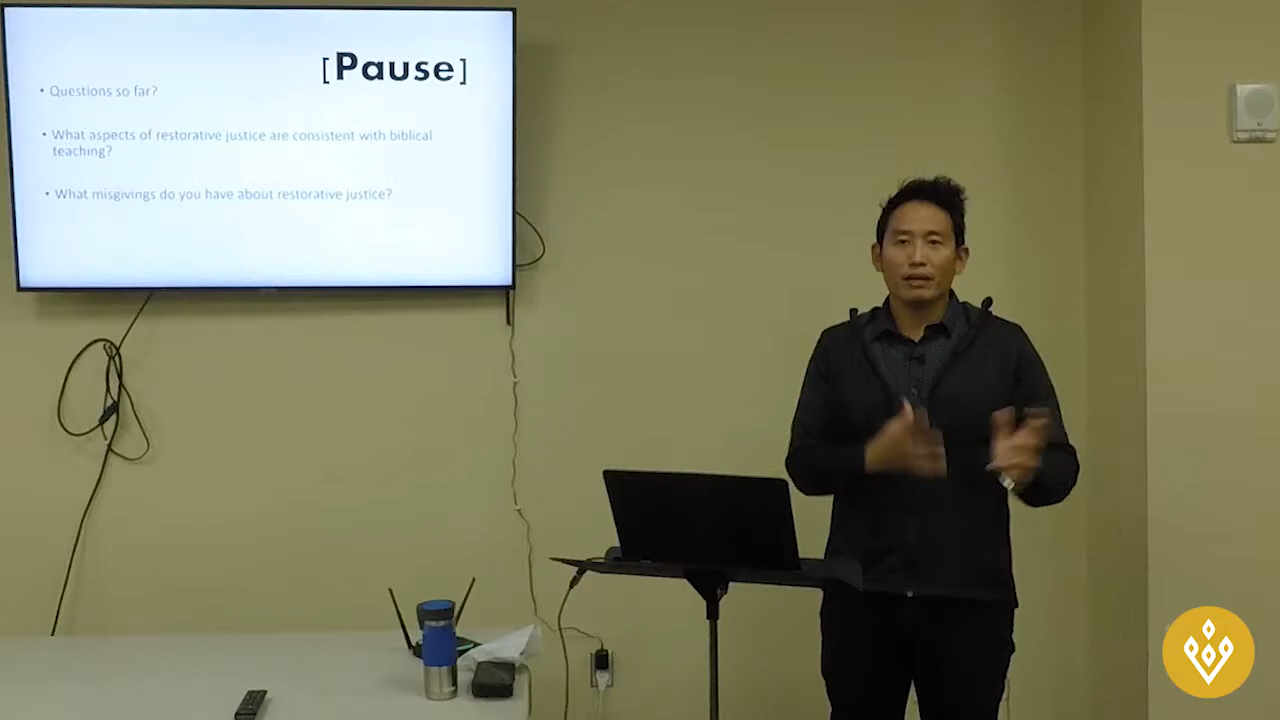 [Pause]
• Questions so far?
• What aspects of restorative justice are consistent with biblical
teaching?
• What misgivings do you have about restorative justice?